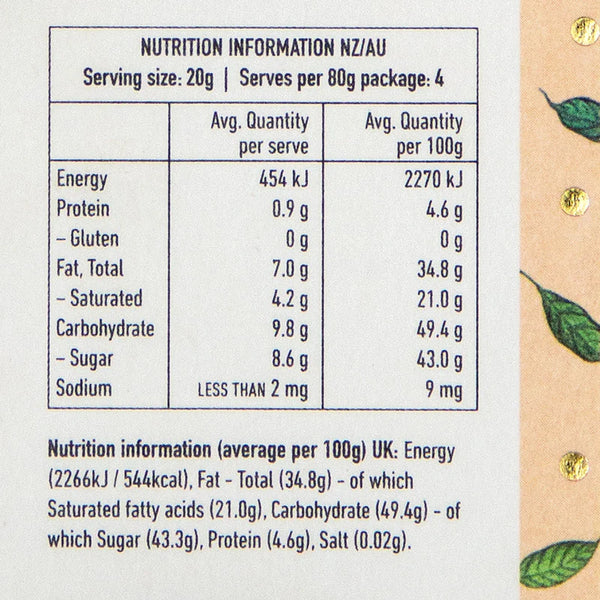 NUTRITION INFORMATION NZ/AU
Serving size: 20g | Serves per 80g package: 4
Avg. Quantity per serve Avg. Quantity per 100g
Energy 454 kJ 2270 kJ
Protein 0.9 g 4.6 g
– Gluten 0 g 0 g
Fat, Total 7.0 g 34.8 g
– Saturated 4.2 g 21.0 g
Carbohydrate 9.8 g 49.4 g
– Sugar 8.6 g 43.0 g
Sodium LESS THAN 2 mg 9 mg
Nutrition information (average per 100g) UK: Energy
(2266kJ / 544kcal), Fat - Total (34.8g) - of which
Saturated fatty acids (21.0g), Carbohydrate (49.4g) - of
which Sugar (43.3g), Protein (4.6g), Salt (0.02g).